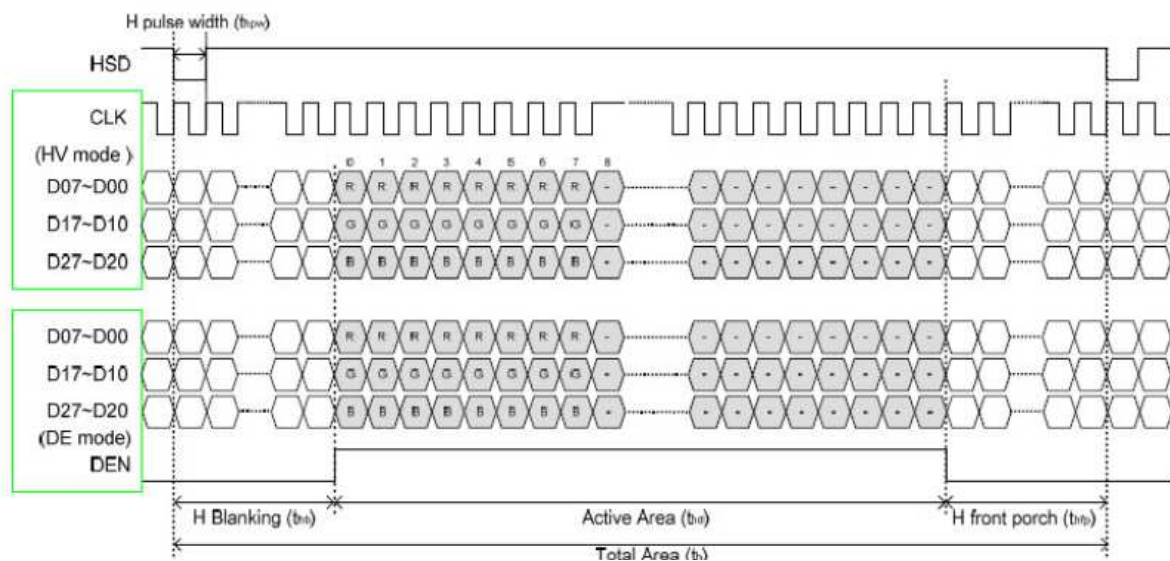 H pulse width (thpw)
HSD
CLK
(HV mode )
0 1 2 3 4 5 6 7 8
D07~D00 R R R R R R R R - - - - - - - - -
D17~D10 G G G G G G G G - - - - - - - - -
D27~D20 B B B B B B B B - - - - - - - - -
D07~D00 R R R R R R R R - - - - - - - - -
D17~D10 G G G G G G G G - - - - - - - - -
D27~D20 B B B B B B B B - - - - - - - - -
(DE mode)
DEN
H Blanking (thb) Active Area (thd) H front porch (thfp)
Total Area (th)